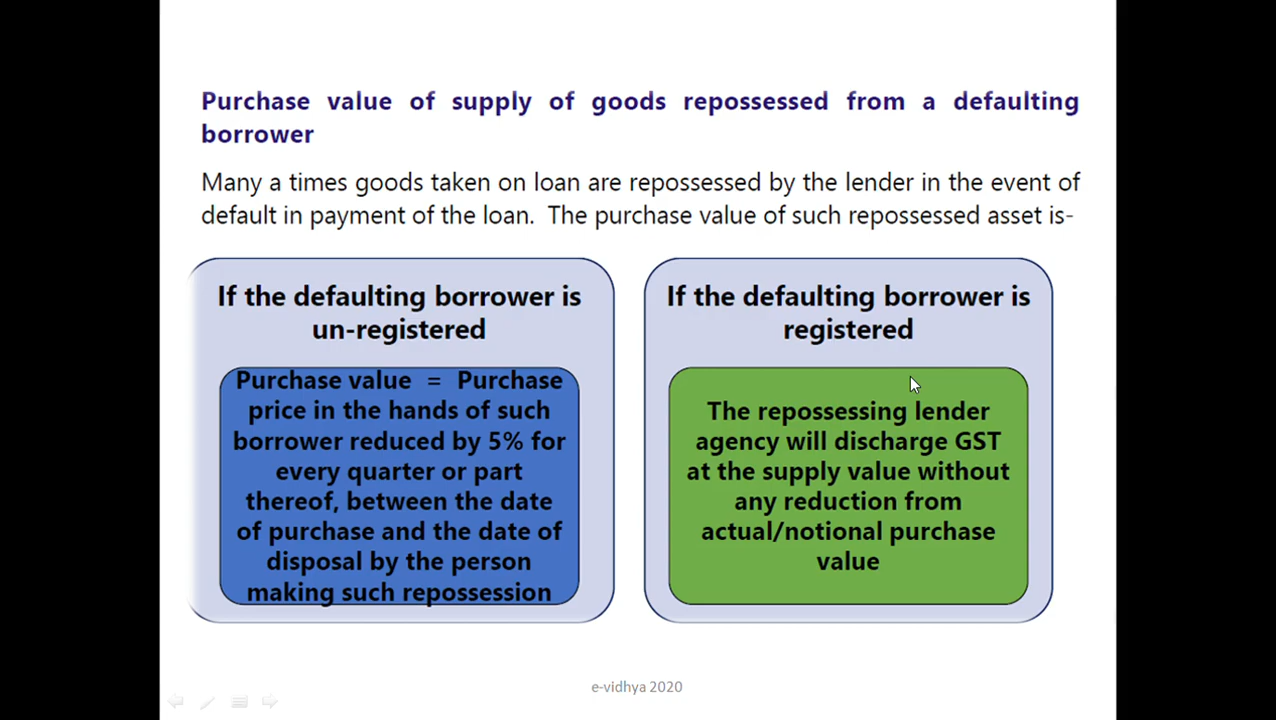 Purchase value of supply of goods repossessed from a defaulting
borrower
Many a times goods taken on loan are repossessed by the lender in the event of
default in payment of the loan. The purchase value of such repossessed asset is-
If the defaulting borrower is
un-registered
Purchase value = Purchase
price in the hands of such
borrower reduced by 5% for
every quarter or part
thereof, between the date
of purchase and the date of
disposal by the person
making such repossession
If the defaulting borrower is
registered
The repossessing lender
agency will discharge GST
at the supply value without
any reduction from
actual/notional purchase
value
e-vidhya 2020